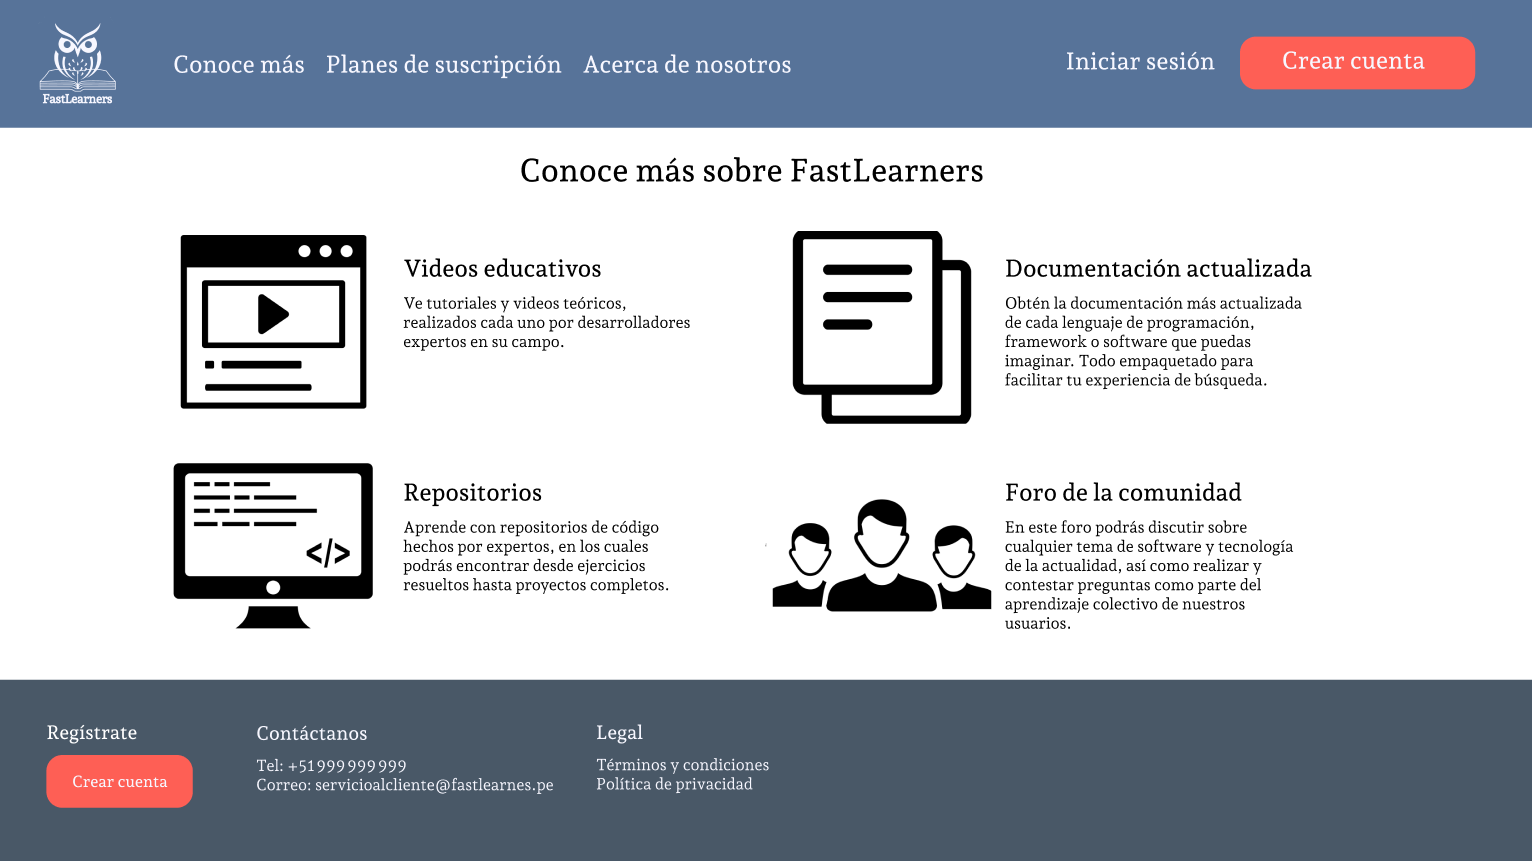 FastLearners
Conoce más
Planes de suscripción
Acerca de nosotros
Iniciar sesión
Crear cuenta
Conoce más sobre FastLearners
Videos educativos
Ve tutoriales y videos teóricos,
realizados cada uno por desarrolladores
expertos en su campo.
Documentación actualizada
Obtén la documentación más actualizada
de cada lenguaje de programación,
framework o software que puedas
imaginar. Todo empaquetado para
facilitar tu experiencia de búsqueda.
</>
Repositorios
Aprende con repositorios de código
hechos por expertos, en los cuales
podrás encontrar desde ejercicios
resueltos hasta proyectos completos.
Foro de la comunidad
En este foro podrás discutir sobre
cualquier tema de software y tecnología
de la actualidad, así como realizar y
contestar preguntas como parte del
aprendizaje colectivo de nuestros
usuarios.
Regístrate
Crear cuenta
Contáctanos
Tel: +51 999 999 999
Correo: servicioalcliente@fastlearnes.pe
Legal
Términos y condiciones
Política de privacidad